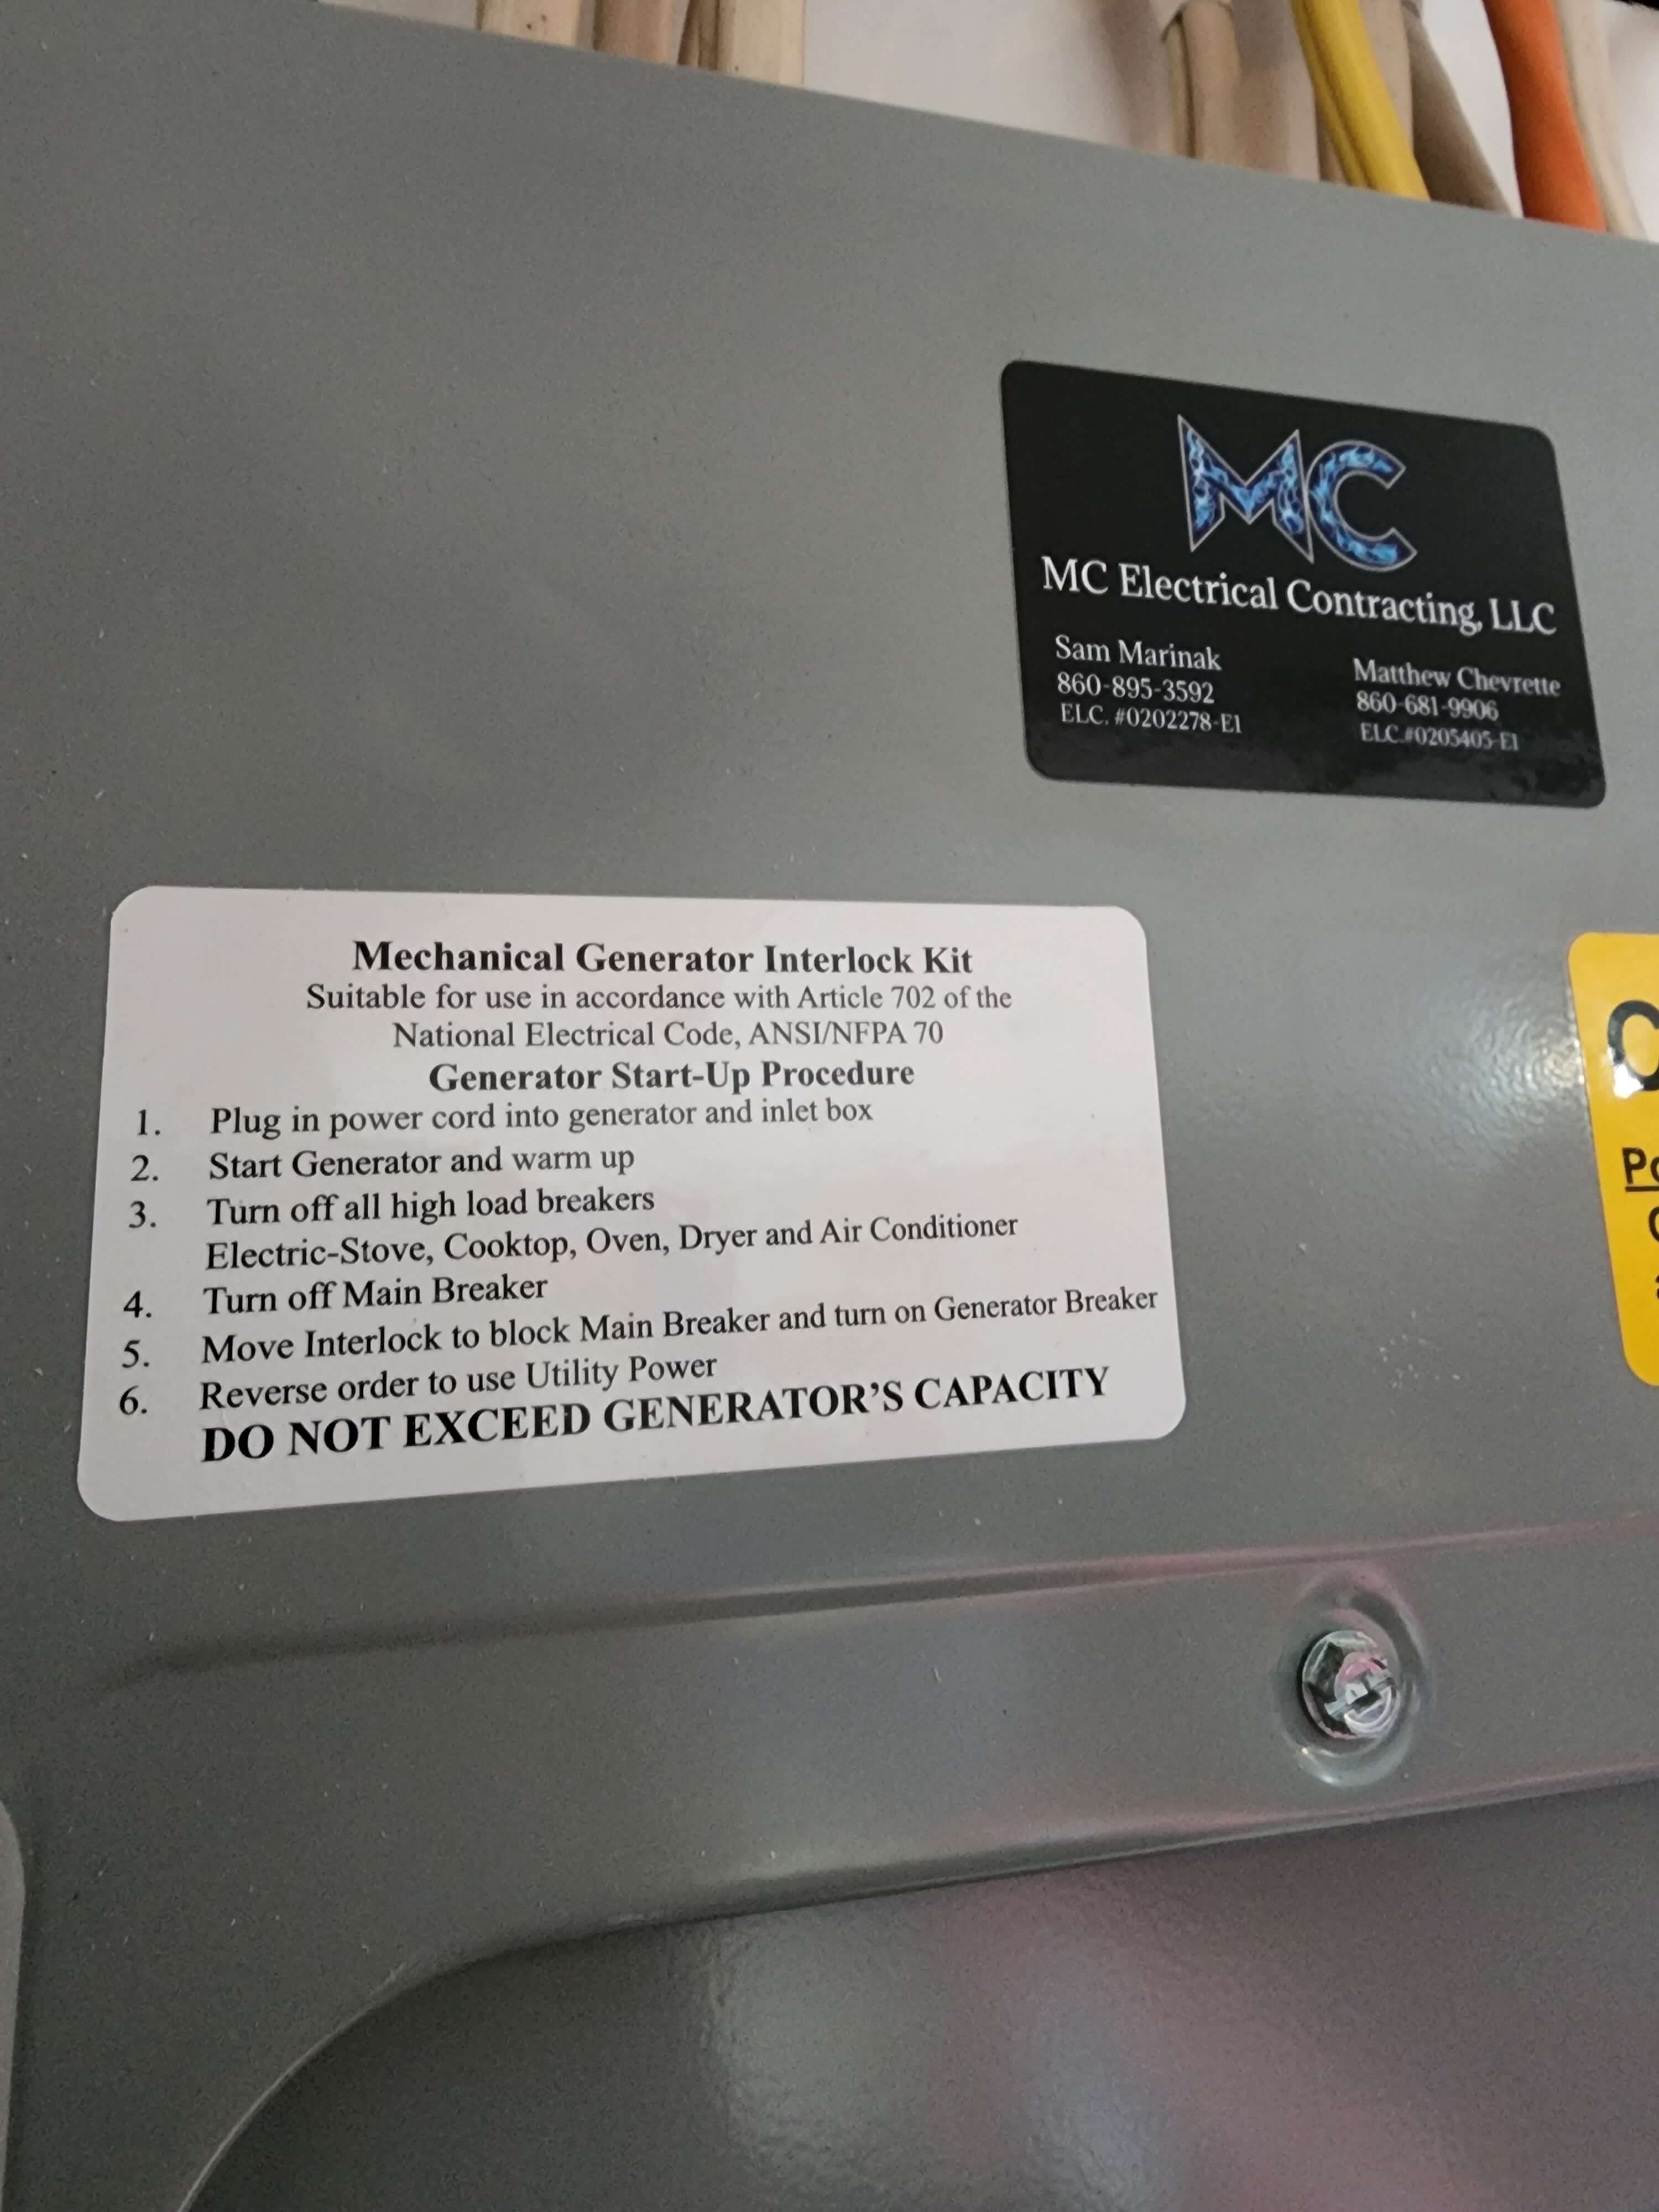 MC
MC Electrical Contracting, LLC
Sam Marinak
860-895-3592
ELC. #0202278-E1
Matthew Chevrette
860-681-9906
ELC.#0205405-E1
Mechanical Generator Interlock Kit
Suitable for use in accordance with Article 702 of the
National Electrical Code, ANSI/NFPA 70
Generator Start-Up Procedure
1. Plug in power cord into generator and inlet box
2. Start Generator and warm up
3. Turn off all high load breakers
Electric-Stove, Cooktop, Oven, Dryer and Air Conditioner
4. Turn off Main Breaker
5. Move Interlock to block Main Breaker and turn on Generator Breaker
6. Reverse order to use Utility Power
DO NOT EXCEED GENERATOR'S CAPACITY